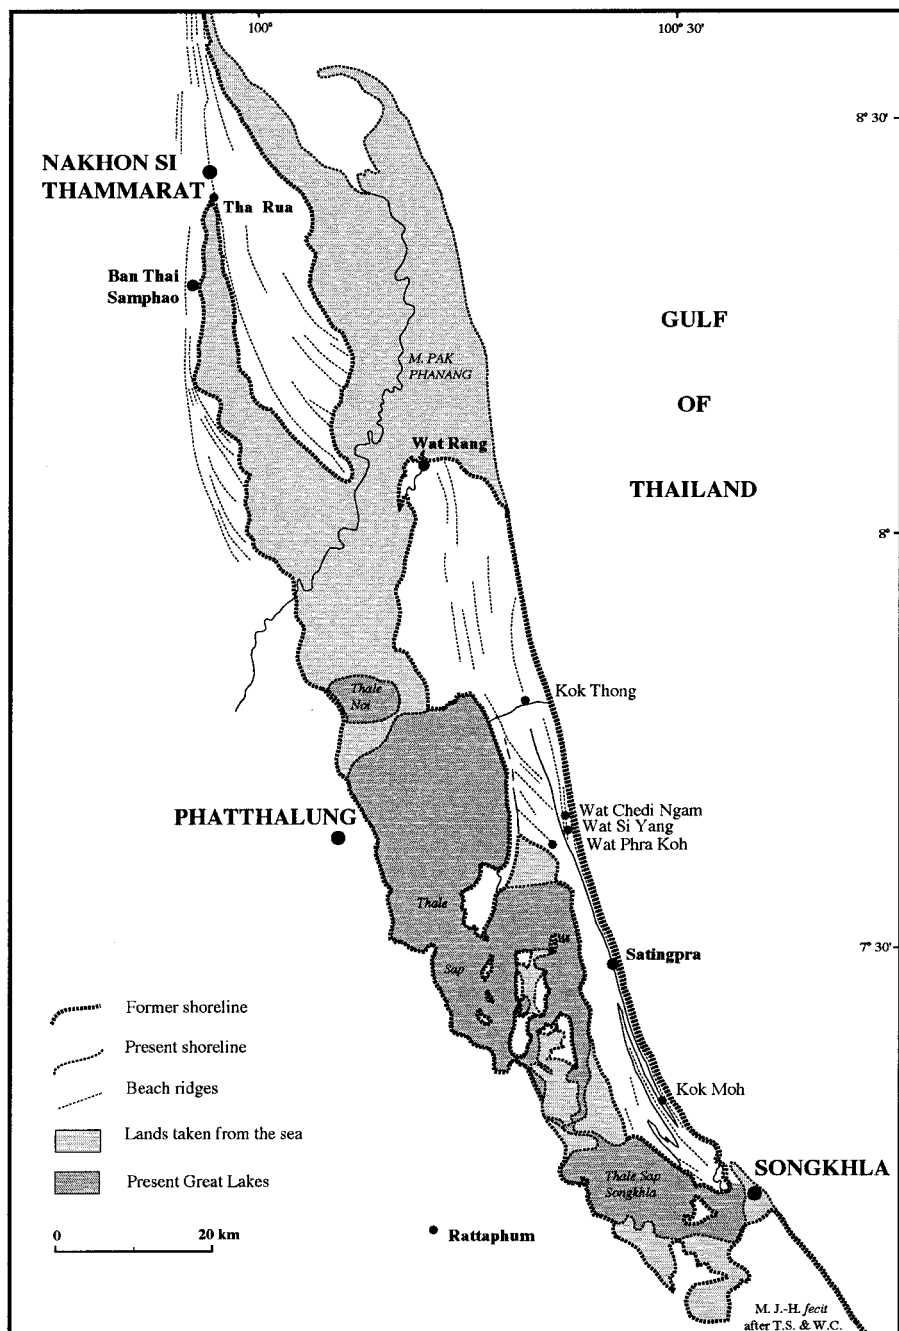 100°
100° 30'
8° 30'
NAKHON SI
THAMMARAT
Tha Rua
Ban Thai
Samphao
GULF
OF
THAILAND
M. PAK
PHANANG
Wat Rang
8°
Thale
Noi
Kok Thong
PHATTHALUNG
Wat Chedi Ngam
Wat Si Yang
Wat Phra Koh
Thale
7° 30'
Satingpra
Sap
Former shoreline
Present shoreline
Beach ridges
Kok Moh
Lands taken from the sea
Present Great Lakes
SONGKHLA
Thale Sap
Songkhla
0
20 km
Rattaphum
M. J.-H. fecit
after T.S. & W.C.